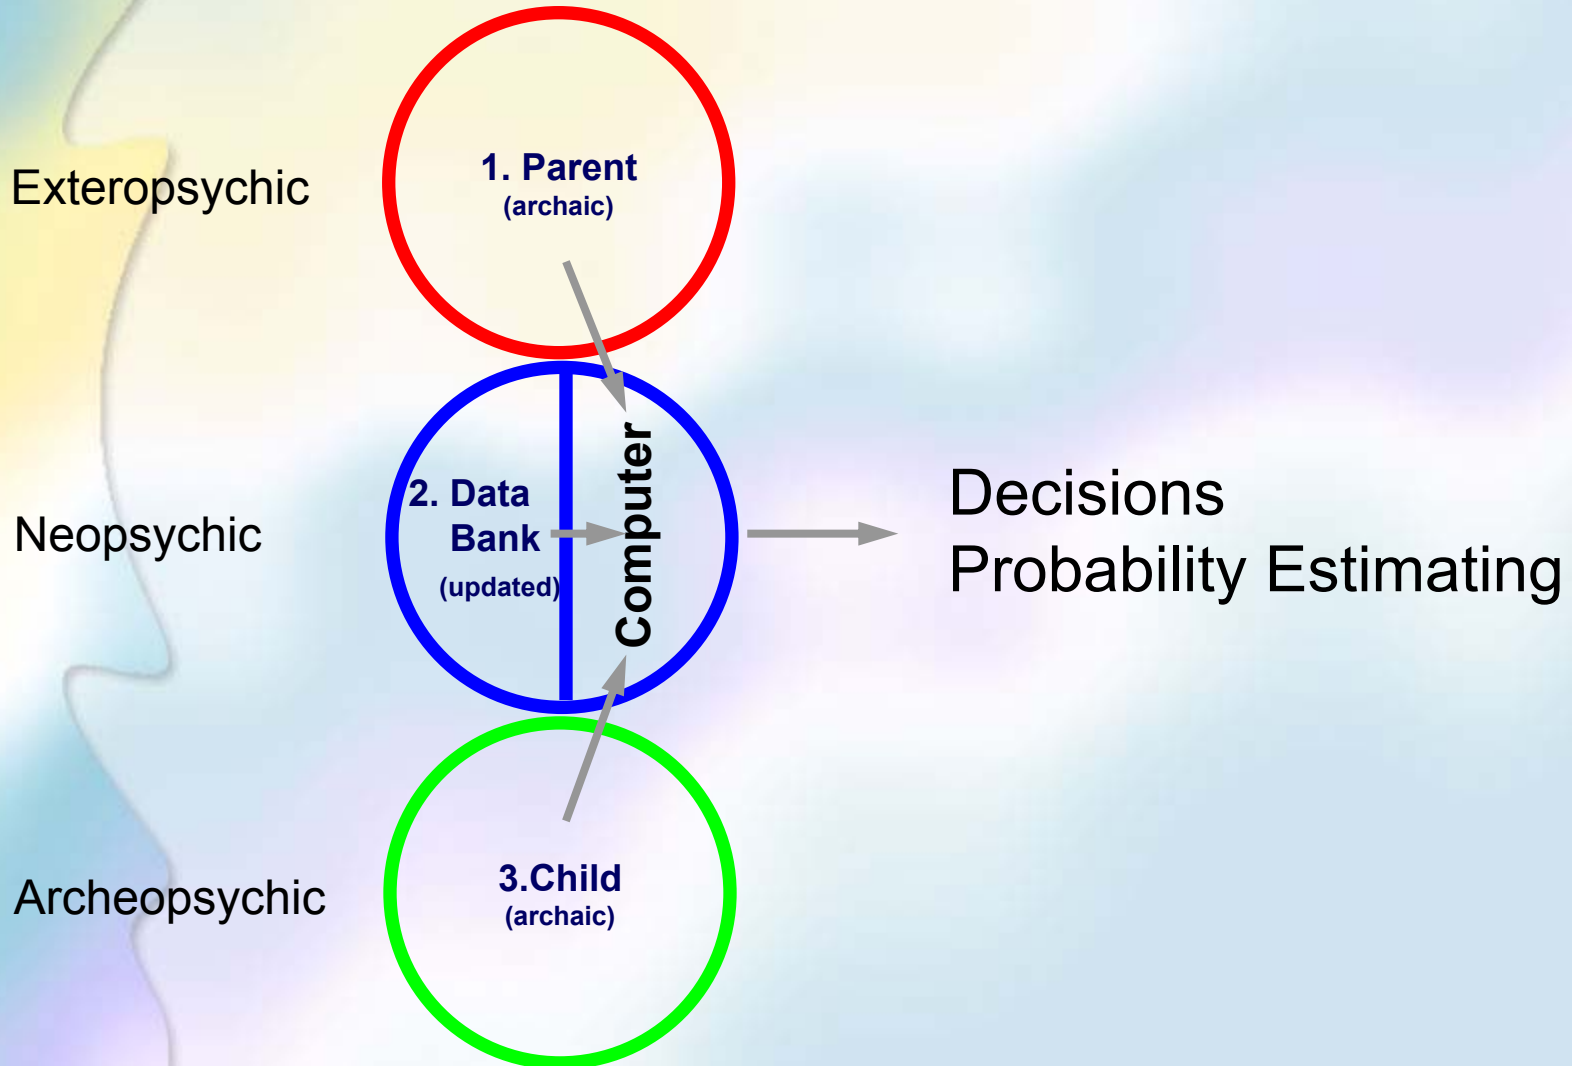 Exteropsychic
1. Parent
(archaic)
Neopsychic
2. Data
Bank
(updated)
Computer
Decisions
Probability Estimating
Archeopsychic
3.Child
(archaic)